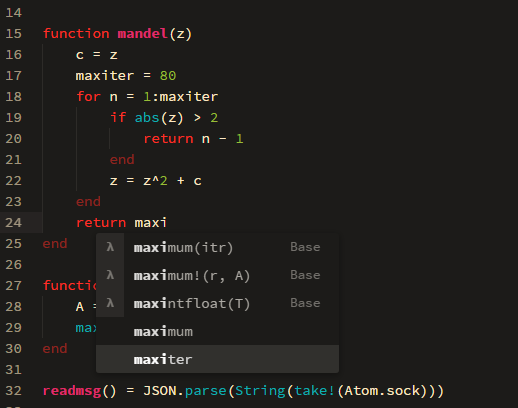 14
15 function mandel(z)
16 c = z
17 maxiter = 80
18 for n = 1:maxiter
19 if abs(z) > 2
20 return n - 1
21 end
22 z = z^2 + c
23 end
24 return maxi
25 end
λ maximum(itr) Base
26
λ maximum!(r, A) Base
27 functio
28 A =
λ maxintfloat(T) Base
29 max
maximum
30 end
maxiter
31
32 readmsg() = JSON.parse(String(take!(Atom.sock)))